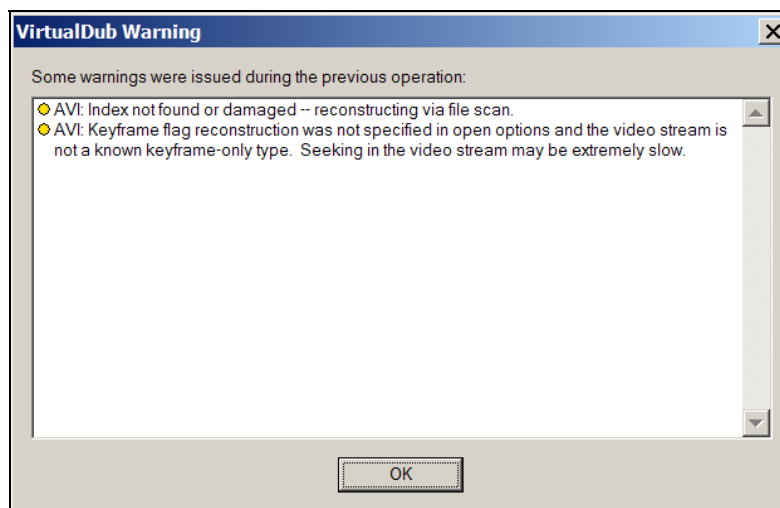 VirtualDub Warning
Some warnings were issued during the previous operation:
AVI: Index not found or damaged -- reconstructing via file scan.
AVI: Keyframe flag reconstruction was not specified in open options and the video stream is
not a known keyframe-only type.  Seeking in the video stream may be extremely slow.
OK